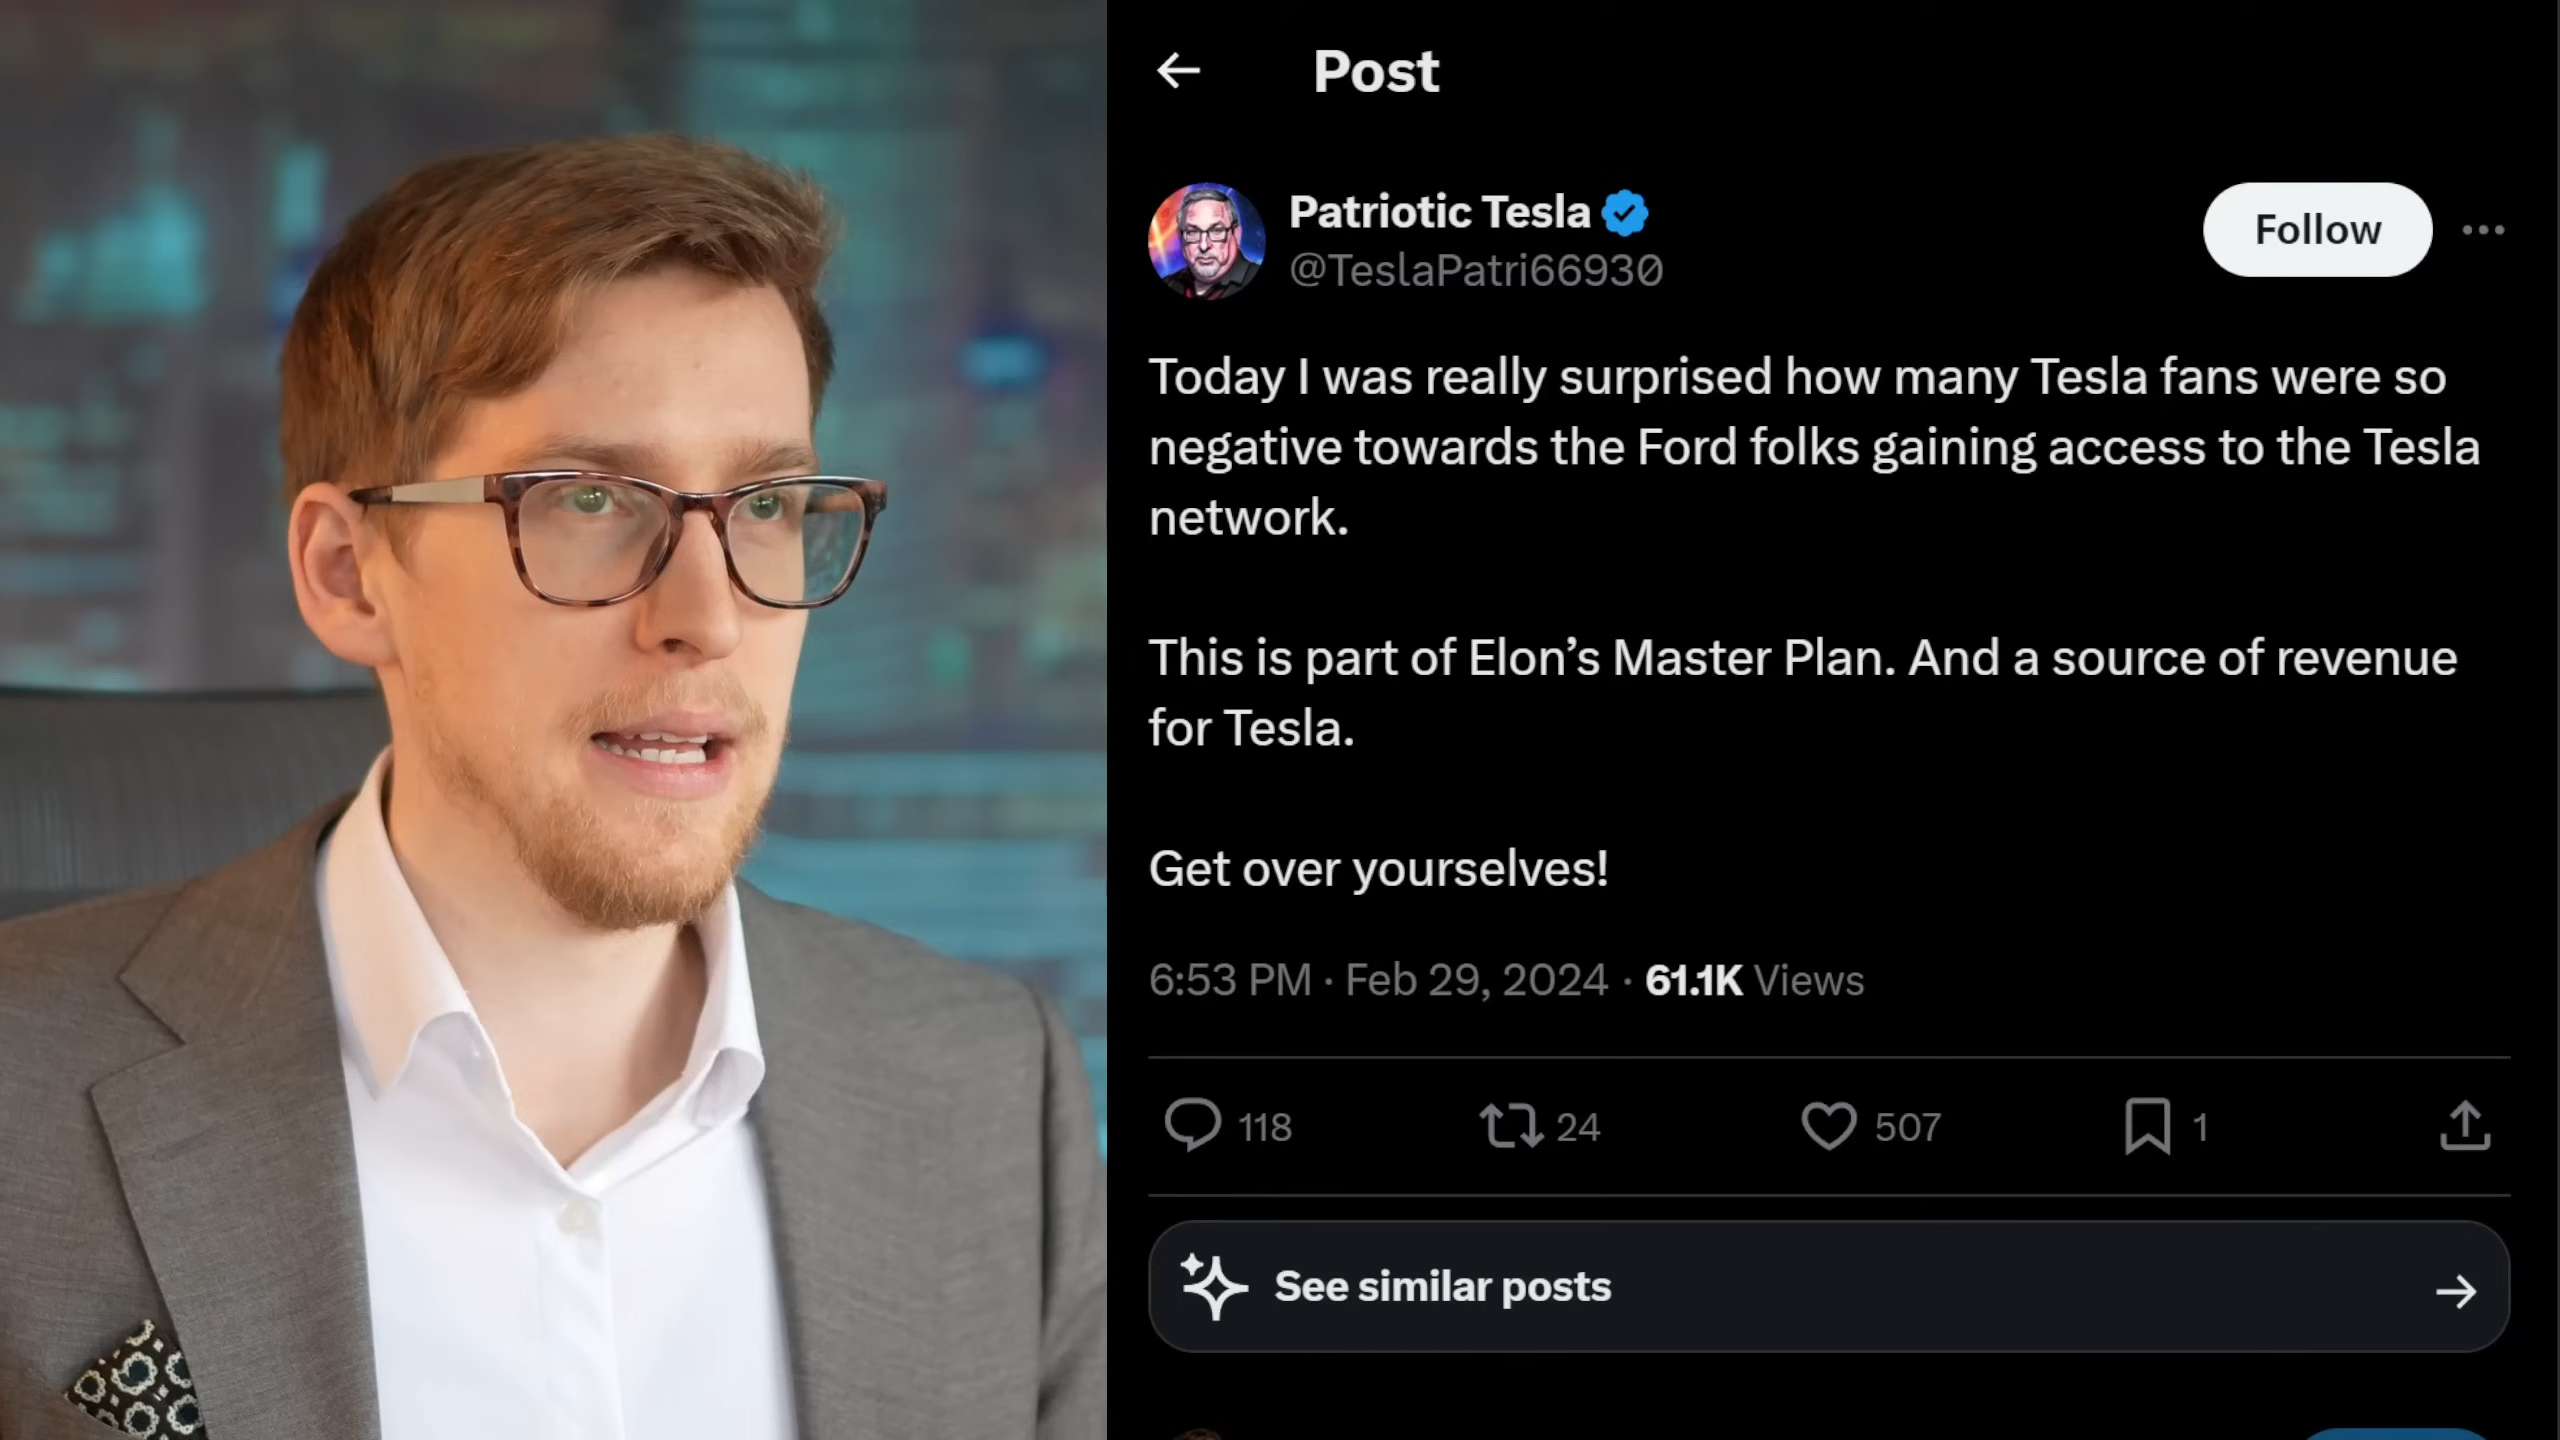 Post
Patriotic Tesla
@TeslaPatri66930
Follow
Today I was really surprised how many Tesla fans were so
negative towards the Ford folks gaining access to the Tesla
network.
This is part of Elon’s Master Plan. And a source of revenue
for Tesla.
Get over yourselves!
6:53 PM · Feb 29, 2024 · 61.1K Views
118 24 507 1
See similar posts